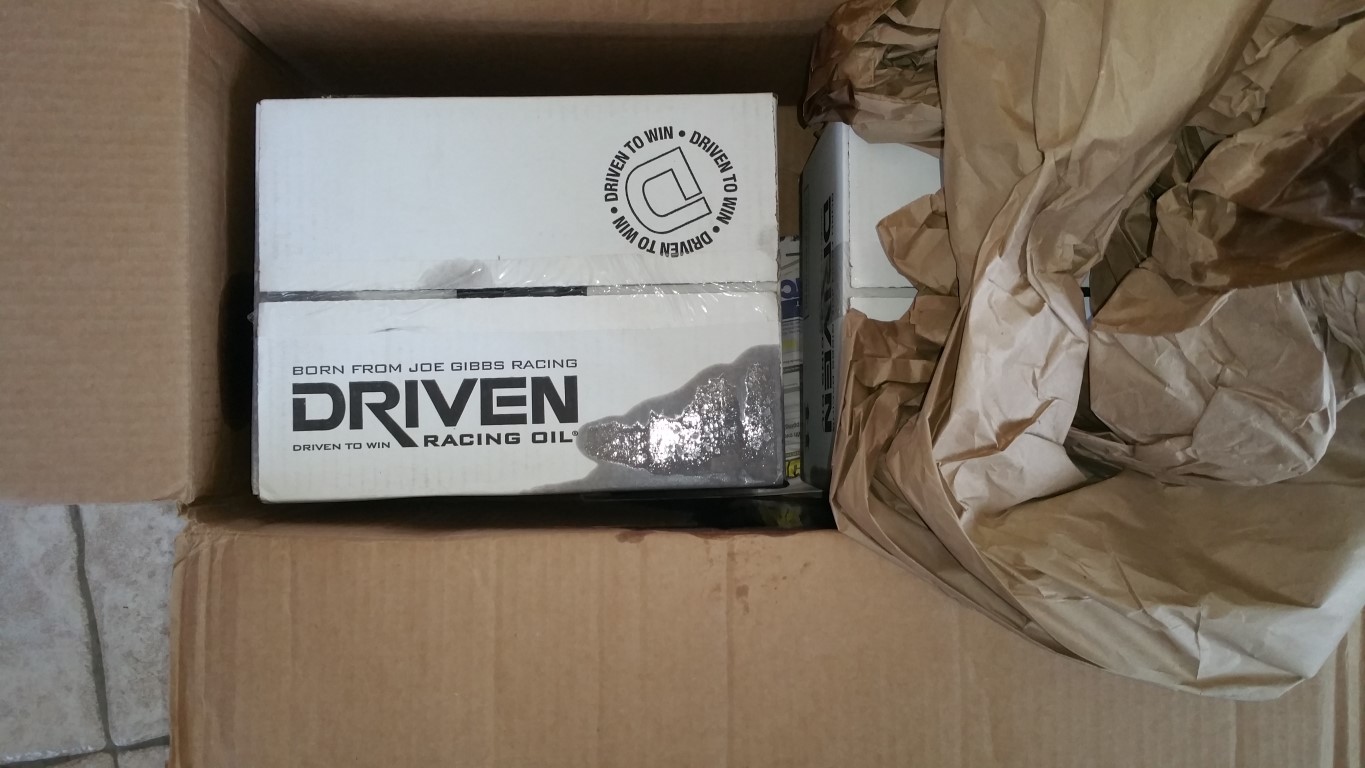 DRIVEN TO WIN • DRIVEN TO WIN • DRIVEN TO WIN •
BORN FROM JOE GIBBS RACING
DRIVEN
DRIVEN TO WIN RACING OIL®
DRIVEN